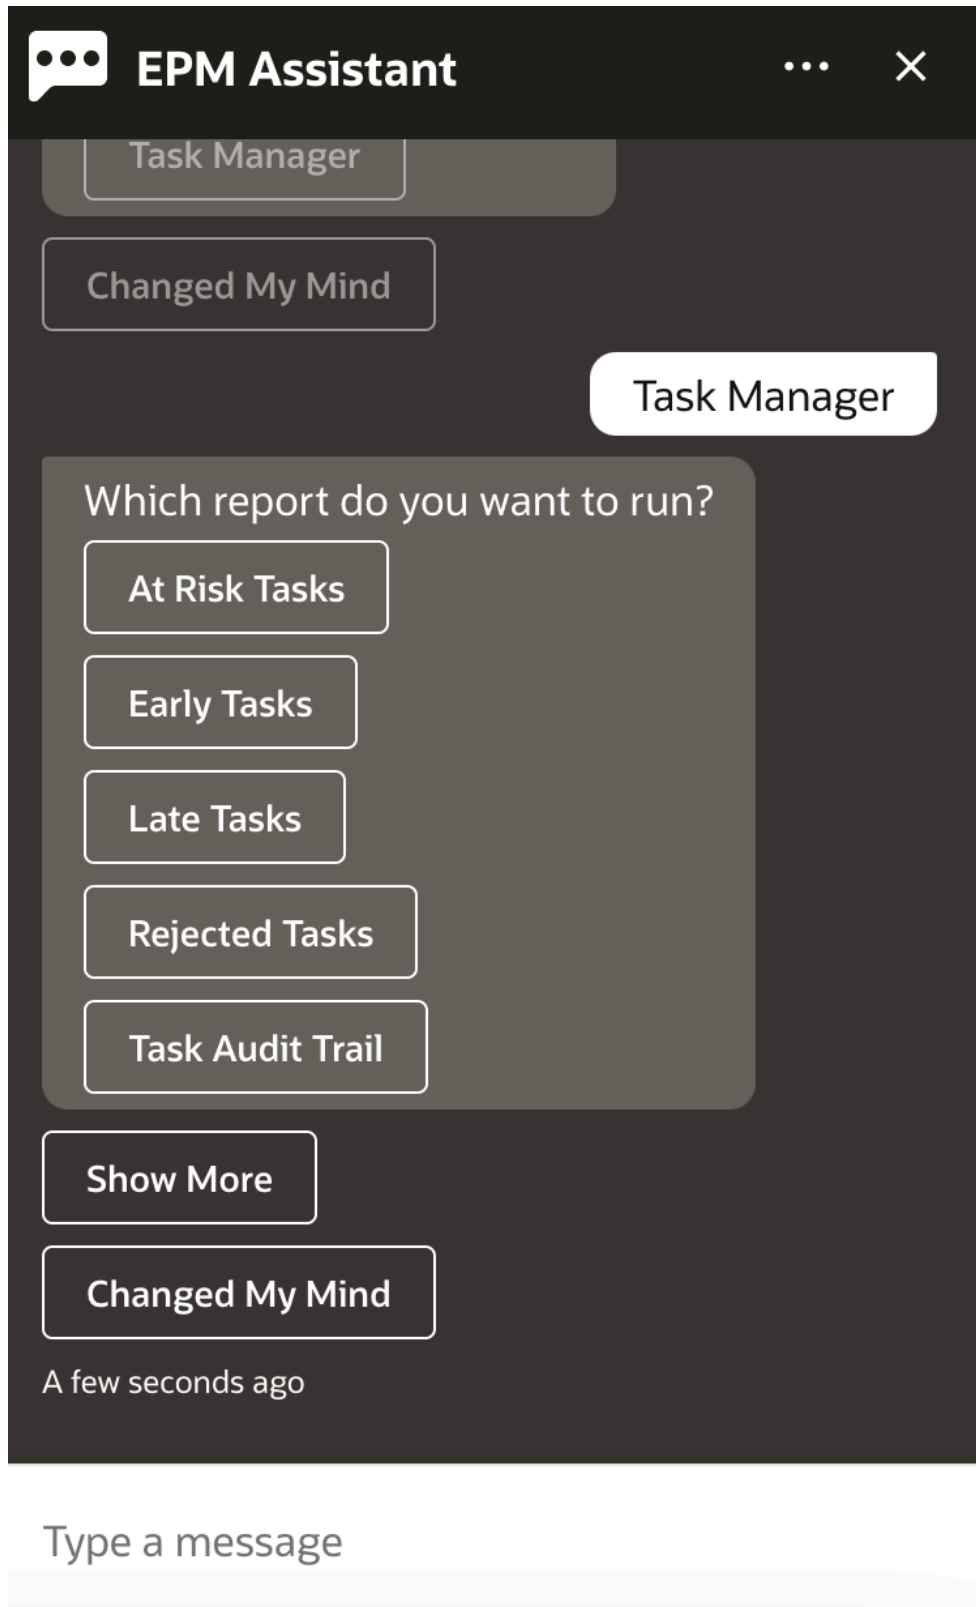 EPM Assistant
Task Manager
Changed My Mind
Task Manager
Which report do you want to run?
At Risk Tasks
Early Tasks
Late Tasks
Rejected Tasks
Task Audit Trail
Show More
Changed My Mind
A few seconds ago
Type a message